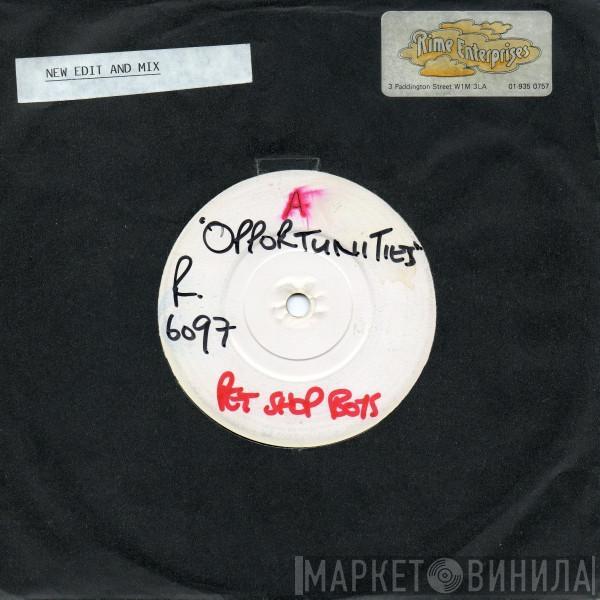 NEW EDIT AND MIX
Rime Enterprises
3 Paddington Street W1M 3LA 01 935 0757
A
"OPPORTUNITIES"
R.
6097
PET SHOP BOYS
МАРКЕТ ВИНИЛА